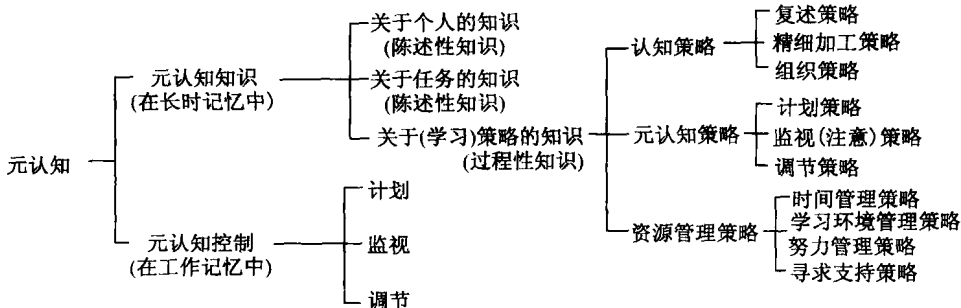 元认知
元认知知识
(在长时记忆中)
关于个人的知识
(陈述性知识)
关于任务的知识
(陈述性知识)
关于(学习)策略的知识
(过程性知识)
认知策略
复述策略
精细加工策略
组织策略
元认知策略
计划策略
监视(注意)策略
调节策略
资源管理策略
时间管理策略
学习环境管理策略
努力管理策略
寻求支持策略
元认知控制
(在工作记忆中)
计划
监视
调节